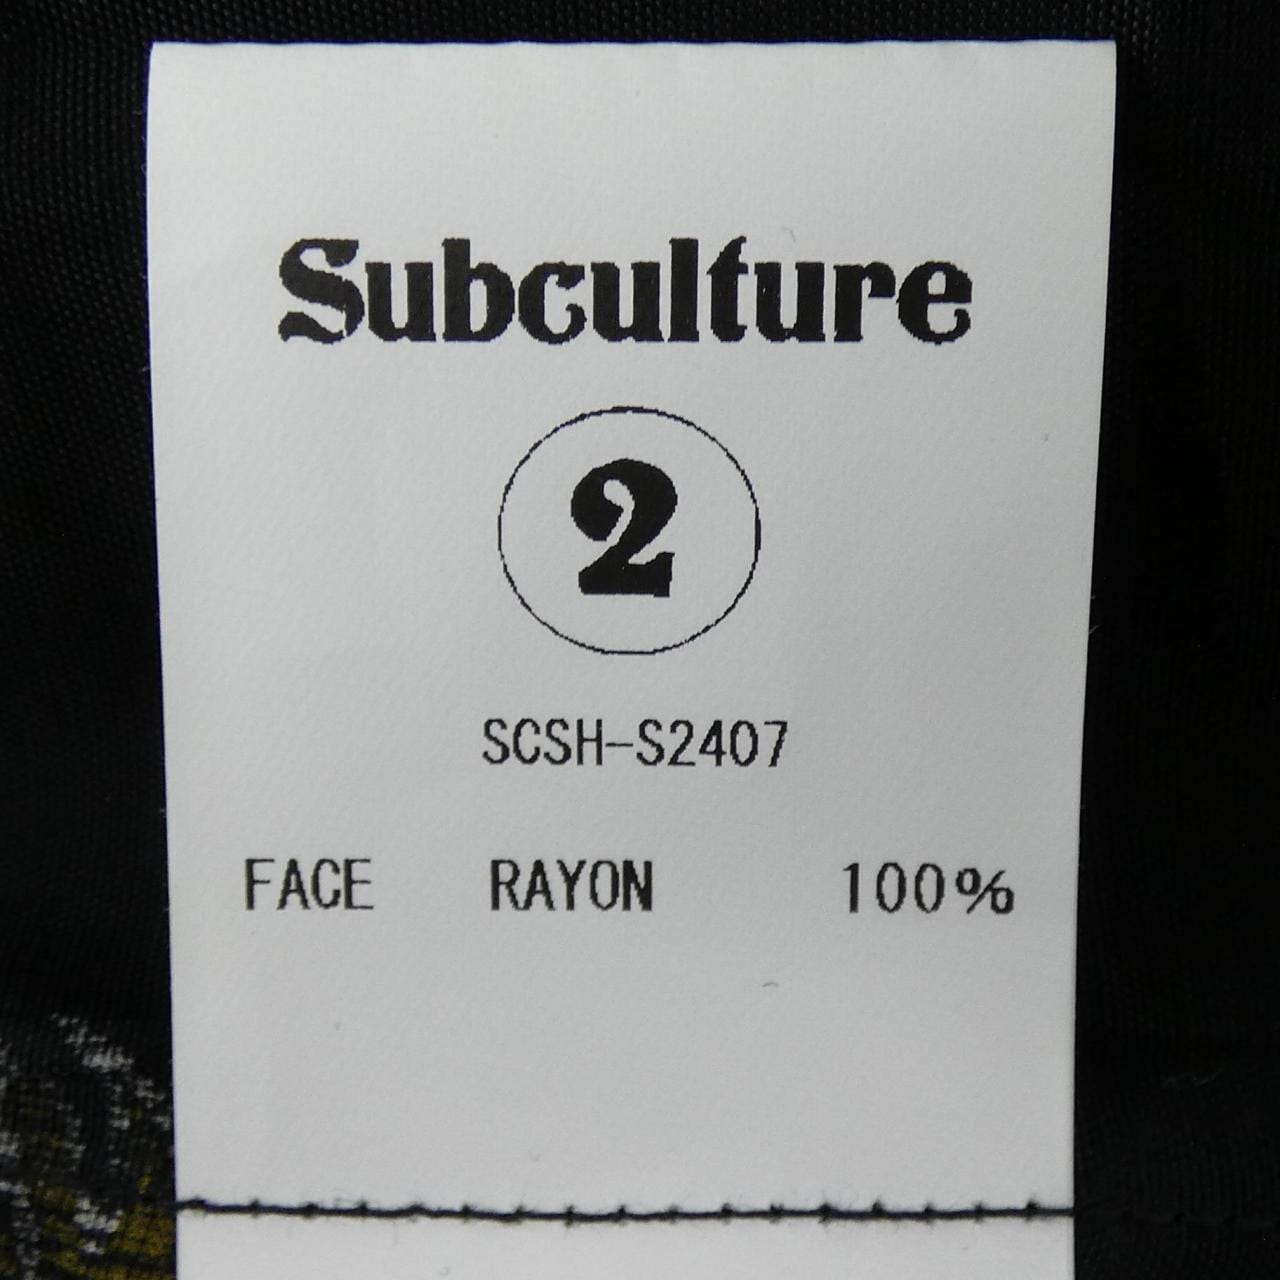 Subculture
2
SCSH-S2407
FACE RAYON 100%